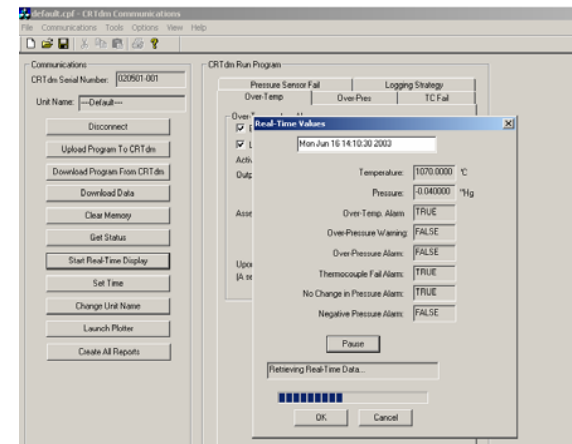 default.cpf - CRTdm Communications
File Communications Tools Options View Help
Communications
CRTdm Serial Number: 020501-001
Unit Name: ---Default---
Disconnect
Upload Program To CRTdm
Download Program From CRTdm
Download Data
Clear Memory
Get Status
Start Real-Time Display
Set Time
Change Unit Name
Launch Plotter
Create All Reports
CRTdm Run Program
Pressure Sensor Fail Logging Strategy
Over-Temp Over-Pres TC Fail
Real-Time Values
Mon Jun 16 14:10:30 2003
Temperature: 1070.0000 °C
Pressure: -0.040000 "Hg
Over-Temp. Alarm: TRUE
Over-Pressure Warning: FALSE
Over-Pressure Alarm: FALSE
Thermocouple Fail Alarm: TRUE
No Change in Pressure Alarm: TRUE
Negative Pressure Alarm: FALSE
Pause
Retrieving Real-Time Data...
OK Cancel